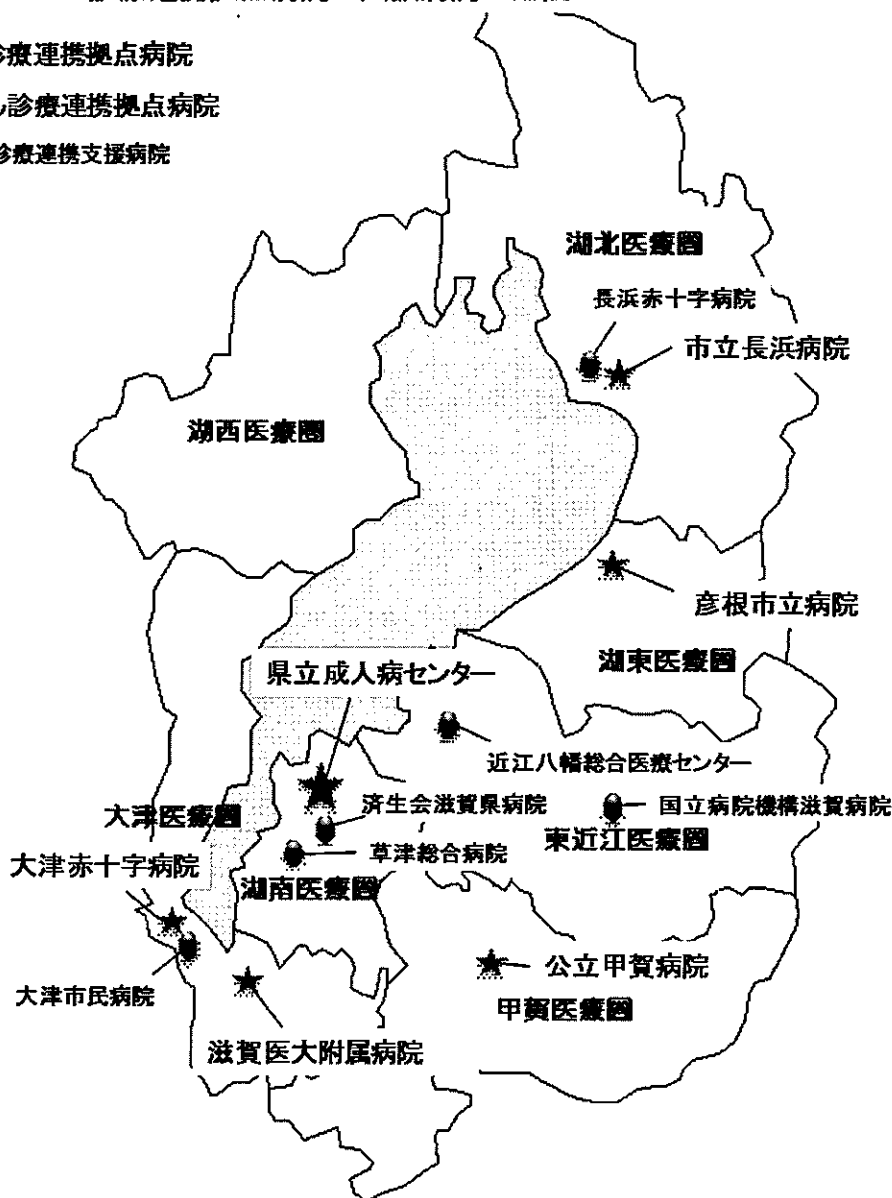 診療連携拠点病院
診療連携拠点病院
診療連携支援病院
湖北医療圏
長浜赤十字病院
市立長浜病院
湖西医療圏
彦根市立病院
湖東医療圏
県立成人病センター
近江八幡総合医療センター
済生会滋賀県病院
国立病院機構滋賀病院
大津医療圏
東近江医療圏
草津総合病院
大津赤十字病院
湖南医療圏
公立甲賀病院
大津市民病院
甲賀医療圏
滋賀医大附属病院